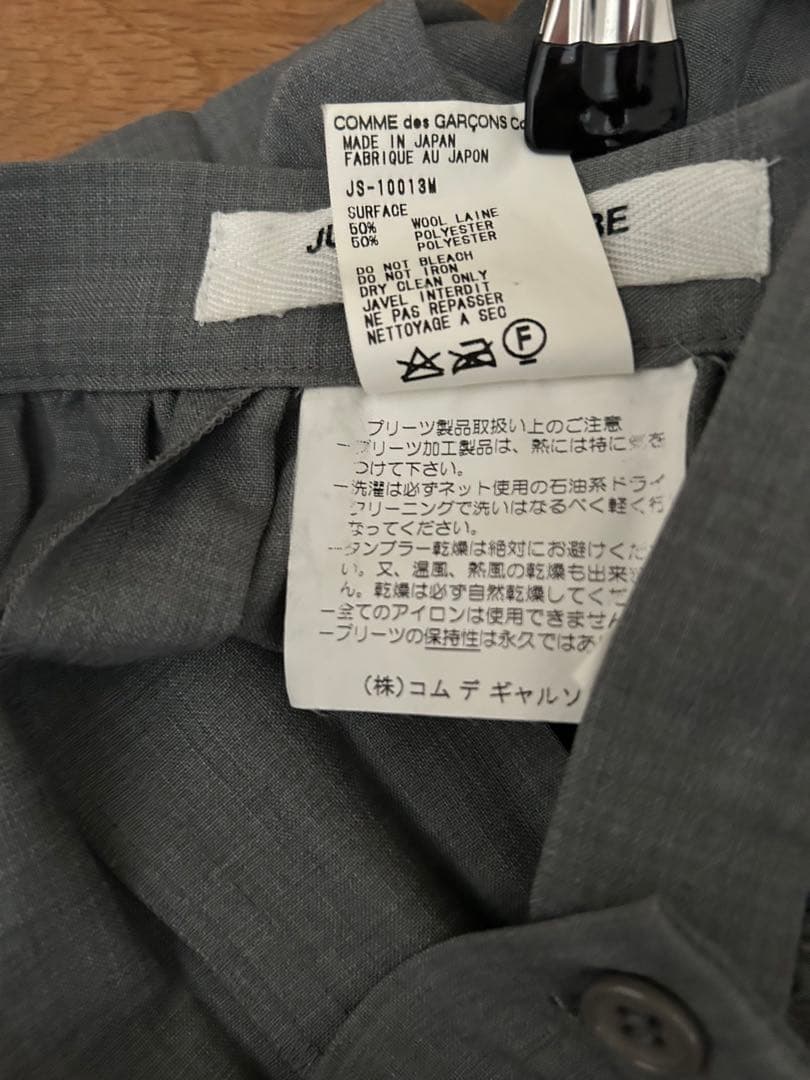 COMME des GARÇONS Co
MADE IN JAPAN
FABRIQUE AU JAPON
JS-10013M
SURFACE
50% WOOL LAINE
50% POLYESTER
POLYESTER
DO NOT BLEACH
DO NOT IRON
DRY CLEAN ONLY
JAVEL INTERDIT
NE PAS REPASSER
NETTOYAGE A SEC
F
JU
BE
プリーツ製品取扱い上のご注意
ープリーツ加工製品は、熱には特に気を
つけて下さい。
ー洗濯は必ずネット使用の石油系ドライ
クリーニングで洗いはなるべく軽く行
なってください。
ータンブラー乾燥は絶対にお避けくだ
い。又、温風、熱風の乾燥も出来
ん。乾燥は必ず自然乾燥してくだ
ー全てのアイロンは使用できません
ープリーツの保持性は永久ではあ
(株)コム デ ギャルソ